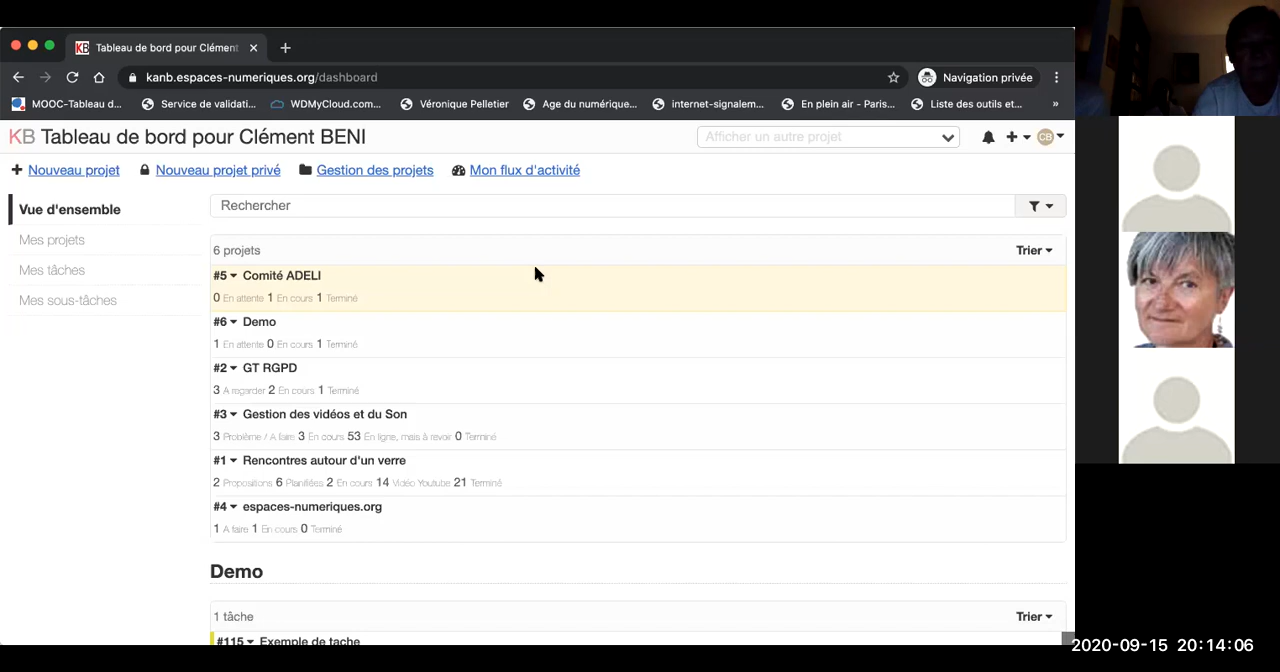 KB Tableau de bord pour Clément
kanb.espaces-numeriques.org/dashboard
Navigation privée
MOOC-Tableau d... Service de validati... WDMyCloud.com... Véronique Pelletier Age du numérique... internet-signalem... En plein air - Paris... Liste des outils et... »
KB Tableau de bord pour Clément BENI
Afficher un autre projet
CB
Nouveau projet Nouveau projet privé Gestion des projets Mon flux d'activité
Vue d'ensemble
Mes projets
Mes tâches
Mes sous-tâches
Rechercher
6 projets Trier
#5 Comité ADELI
0 En attente 1 En cours 1 Terminé
#6 Demo
1 En attente 0 En cours 1 Terminé
#2 GT RGPD
3 A regarder 2 En cours 1 Terminé
#3 Gestion des vidéos et du Son
3 Problème / A faire 3 En cours 53 En ligne, mais à revoir 0 Terminé
#1 Rencontres autour d'un verre
2 Propositions 6 Planifiées 2 En cours 14 Vidéo Youtube 21 Terminé
#4 espaces-numeriques.org
1 A faire 1 En cours 0 Terminé
Demo
1 tâche Trier
#115 Exemple de tache
2020-09-15 20:14:06